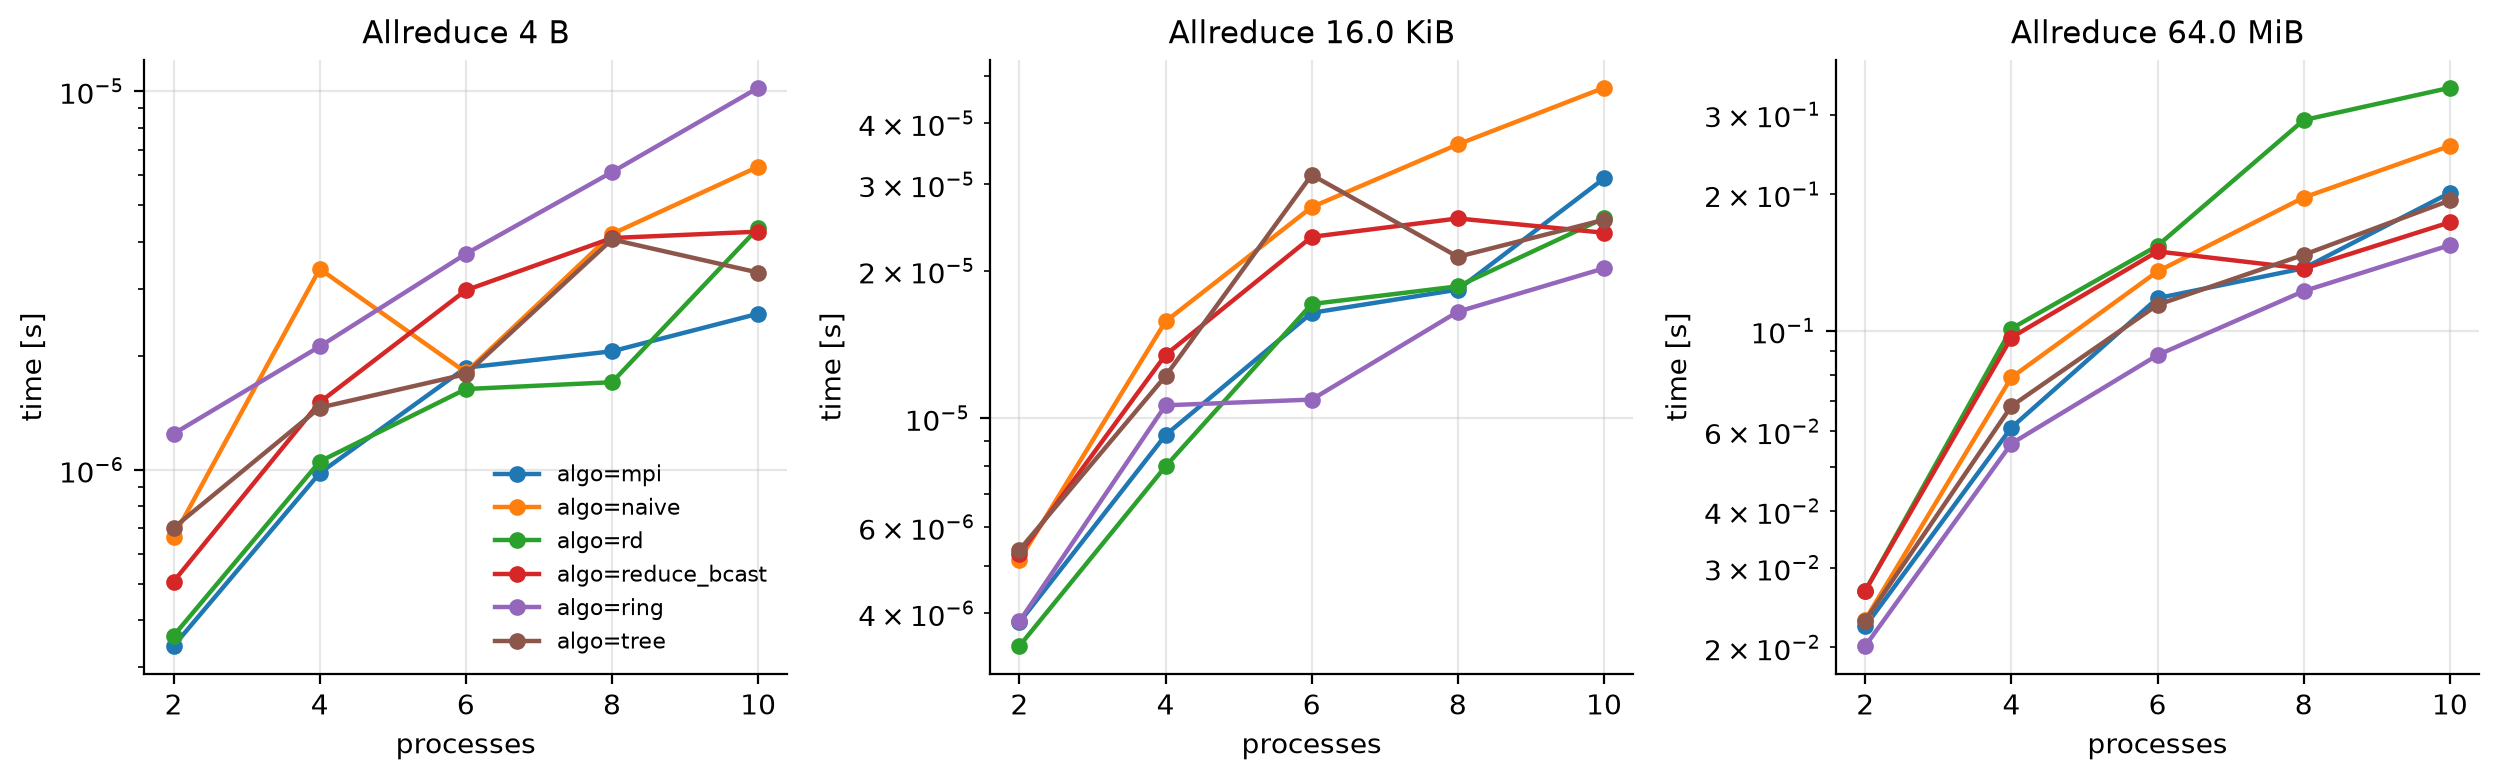 Allreduce 4 B
time [s]
10⁻⁵
10⁻⁶
algo=mpi
algo=naive
algo=rd
algo=reduce_bcast
algo=ring
algo=tree
2 4 6 8 10
processes
Allreduce 16.0 KiB
time [s]
4 × 10⁻⁵
3 × 10⁻⁵
2 × 10⁻⁵
10⁻⁵
6 × 10⁻⁶
4 × 10⁻⁶
2 4 6 8 10
processes
Allreduce 64.0 MiB
time [s]
3 × 10⁻¹
2 × 10⁻¹
10⁻¹
6 × 10⁻²
4 × 10⁻²
3 × 10⁻²
2 × 10⁻²
2 4 6 8 10
processes